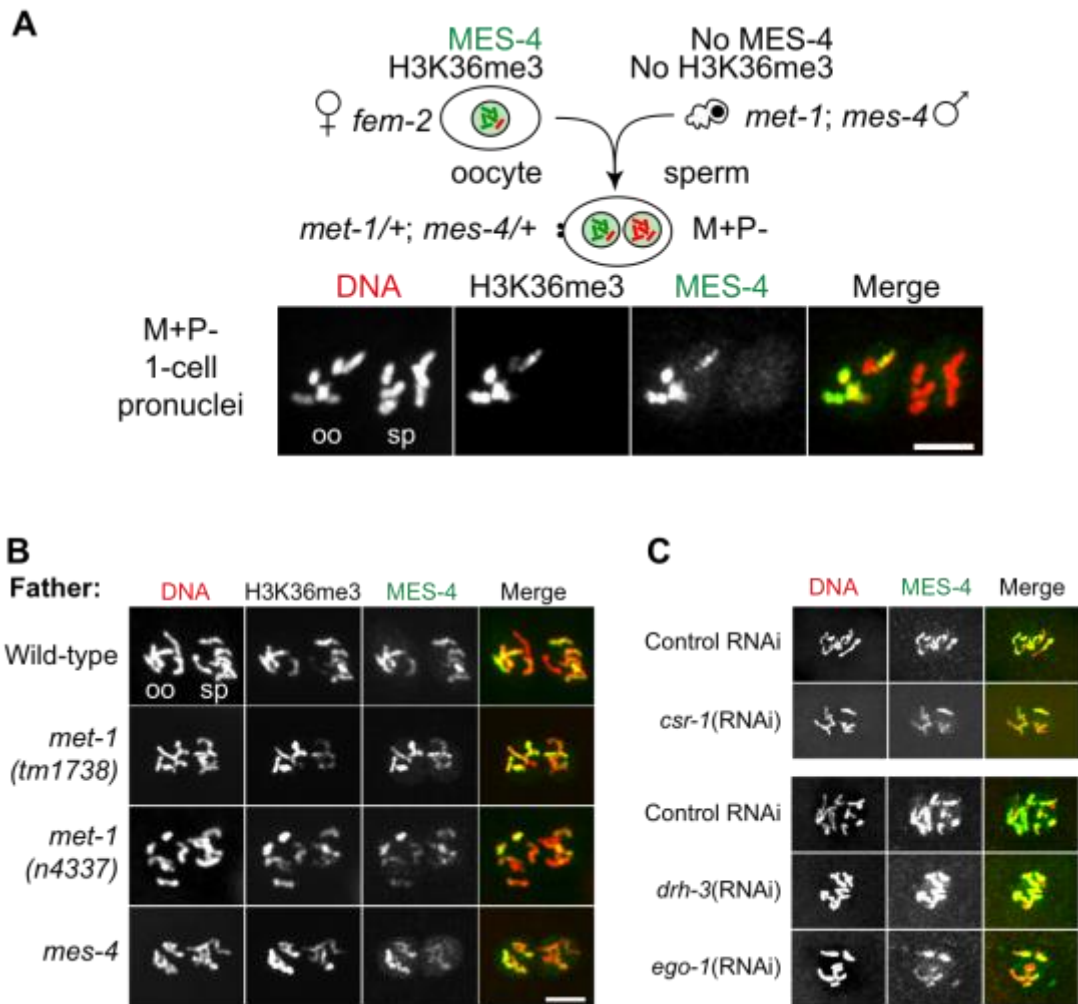 A
MES-4
H3K36me3
No MES-4
No H3K36me3
♀ fem-2
met-1; mes-4 ♂
oocyte
sperm
met-1/+; mes-4/+
M+P-
DNA H3K36me3 MES-4 Merge
M+P-
1-cell
pronuclei
oo sp
B
Father:
DNA H3K36me3 MES-4 Merge
Wild-type
oo sp
met-1
(tm1738)
met-1
(n4337)
mes-4
C
DNA MES-4 Merge
Control RNAi
csr-1(RNAi)
Control RNAi
drh-3(RNAi)
ego-1(RNAi)